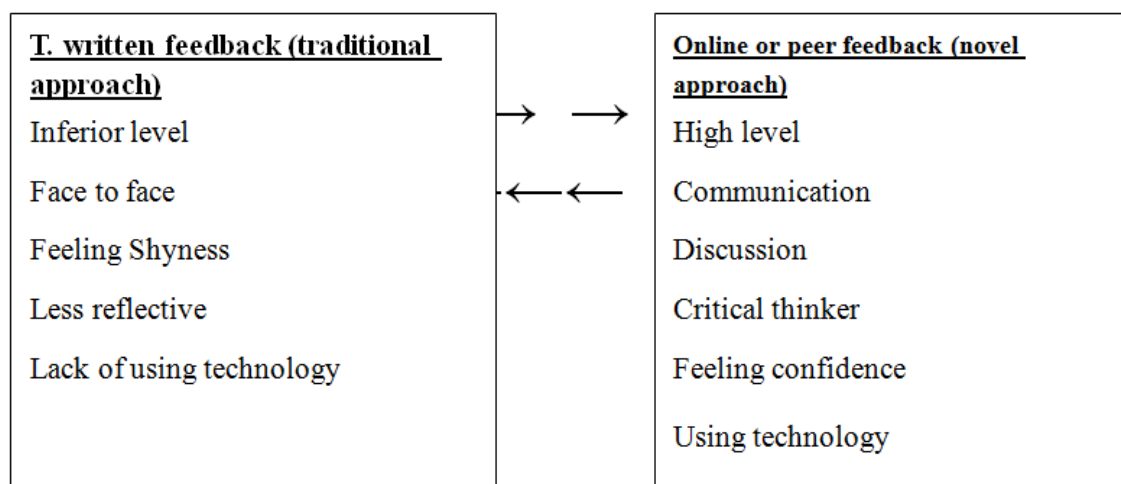 T. written feedback (traditional
approach)
Inferior level
Face to face
Feeling Shyness
Less reflective
Lack of using technology
Online or peer feedback (novel
approach)
High level
Communication
Discussion
Critical thinker
Feeling confidence
Using technology